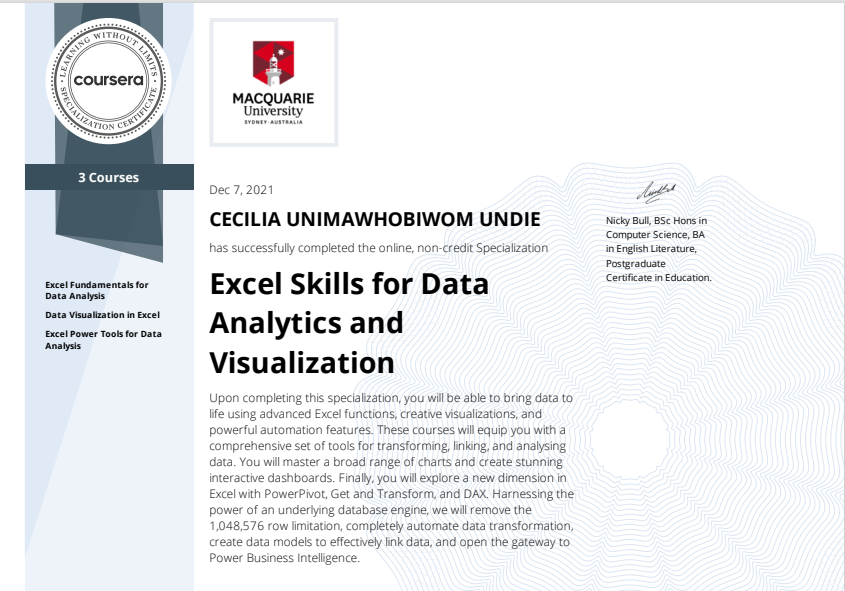 LEARNING WITHOUT LIMITS
coursera
SPECIALIZATION CERTIFICATE
3 Courses
Excel Fundamentals for
Data Analysis
Data Visualization in Excel
Excel Power Tools for Data
Analysis
MACQUARIE
University
SYDNEY·AUSTRALIA
Dec 7, 2021
CECILIA UNIMAWHOBIWOM UNDIE
has successfully completed the online, non-credit Specialization
Excel Skills for Data
Analytics and
Visualization
Upon completing this specialization, you will be able to bring data to
life using advanced Excel functions, creative visualizations, and
powerful automation features. These courses will equip you with a
comprehensive set of tools for transforming, linking, and analysing
data. You will master a broad range of charts and create stunning
interactive dashboards. Finally, you will explore a new dimension in
Excel with PowerPivot, Get and Transform, and DAX. Harnessing the
power of an underlying database engine, we will remove the
1,048,576 row limitation, completely automate data transformation,
create data models to effectively link data, and open the gateway to
Power Business Intelligence.
Nicky Bull, BSc Hons in
Computer Science, BA
in English Literature,
Postgraduate
Certificate in Education.